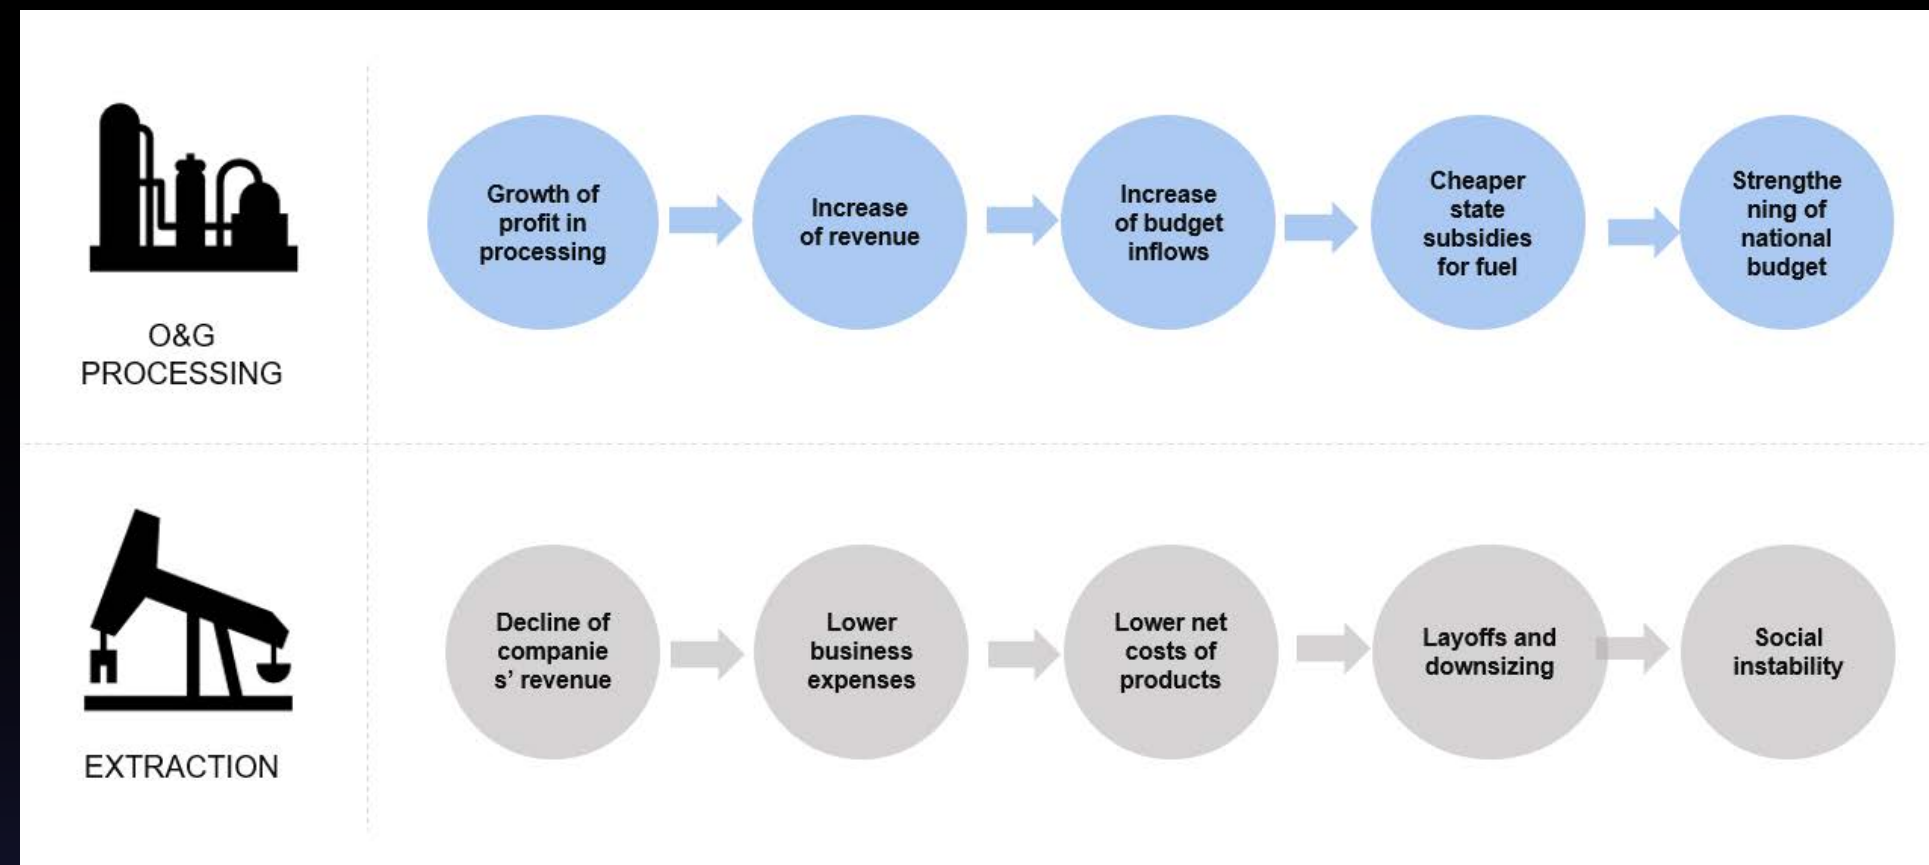 O&G
PROCESSING
Growth of
profit in
processing
Increase
of revenue
Increase
of budget
inflows
Cheaper
state
subsidies
for fuel
Strengthe
ning of
national
budget
EXTRACTION
Decline of
companie
s’ revenue
Lower
business
expenses
Lower net
costs of
products
Layoffs and
downsizing
Social
instability